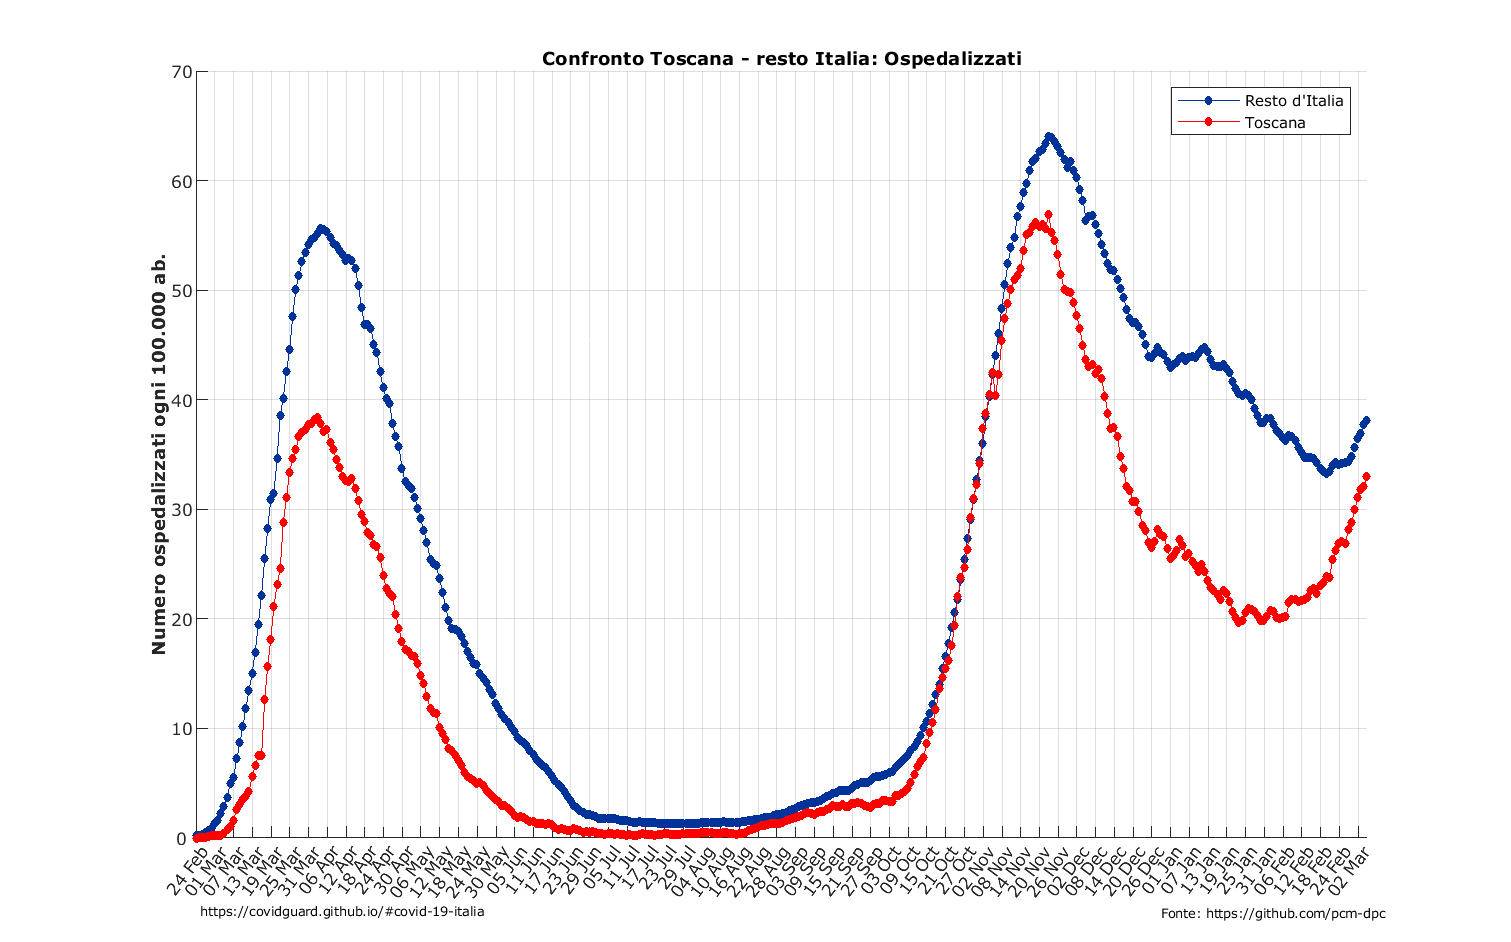 Confronto Toscana - resto Italia: Ospedalizzati
Numero ospedalizzati ogni 100.000 ab.
70
60
50
40
30
20
10
0
Resto d'Italia
Toscana
24 Feb
01 Mar
07 Mar
13 Mar
19 Mar
25 Mar
31 Mar
06 Apr
12 Apr
18 Apr
24 Apr
30 Apr
06 May
12 May
18 May
24 May
30 May
05 Jun
11 Jun
17 Jun
23 Jun
29 Jun
05 Jul
11 Jul
17 Jul
23 Jul
29 Jul
04 Aug
10 Aug
16 Aug
22 Aug
28 Aug
03 Sep
09 Sep
15 Sep
21 Sep
27 Sep
03 Oct
09 Oct
15 Oct
21 Oct
27 Oct
02 Nov
08 Nov
14 Nov
20 Nov
26 Nov
02 Dec
08 Dec
14 Dec
20 Dec
26 Dec
01 Jan
07 Jan
13 Jan
19 Jan
25 Jan
31 Jan
06 Feb
12 Feb
18 Feb
24 Feb
02 Mar
https://covidguard.github.io/#covid-19-italia
Fonte: https://github.com/pcm-dpc